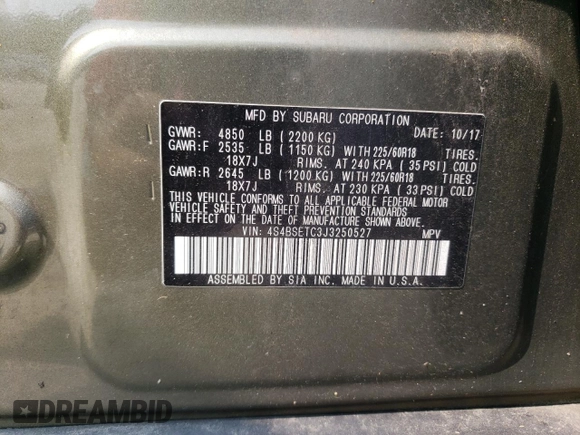 MFD BY SUBARU CORPORATION
GVWR: 4850 LB ( 2200 KG) DATE: 10/17
GAWR:F 2535 LB ( 1150 KG) WITH 225/60R18 TIRES.
18X7J RIMS. AT 240 KPA ( 35 PSI) COLD
GAWR:R 2645 LB ( 1200 KG) WITH 225/60R18 TIRES.
18X7J RIMS. AT 230 KPA ( 33 PSI) COLD
THIS VEHICLE CONFORMS TO ALL APPLICABLE FEDERAL MOTOR
VEHICLE SAFETY AND THEFT PREVENTION STANDARDS
IN EFFECT ON THE DATE OF MANUFACTURE SHOWN ABOVE.
VIN: 4S4BSETC3J3250527 MPV
ASSEMBLED BY SIA INC. MADE IN U.S.A.
DREAMBID